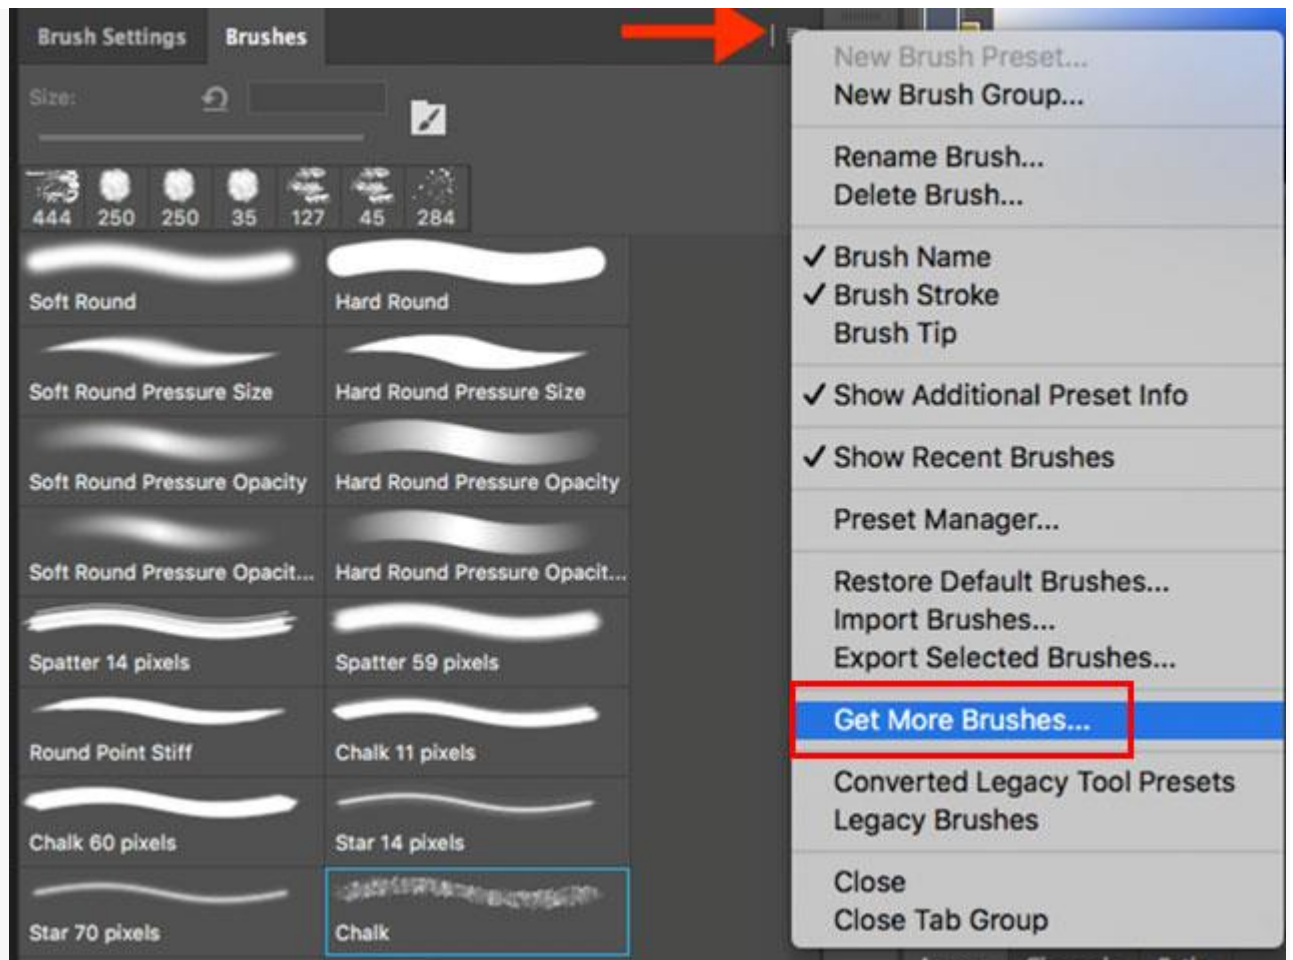 Brush Settings Brushes
Size:
444 250 250 35 127 45 284
Soft Round Hard Round
Soft Round Pressure Size Hard Round Pressure Size
Soft Round Pressure Opacity Hard Round Pressure Opacity
Soft Round Pressure Opacit... Hard Round Pressure Opacit...
Spatter 14 pixels Spatter 59 pixels
Round Point Stiff Chalk 11 pixels
Chalk 60 pixels Star 14 pixels
Star 70 pixels Chalk
New Brush Preset...
New Brush Group...
Rename Brush...
Delete Brush...
✓ Brush Name
✓ Brush Stroke
Brush Tip
✓ Show Additional Preset Info
✓ Show Recent Brushes
Preset Manager...
Restore Default Brushes...
Import Brushes...
Export Selected Brushes...
Get More Brushes...
Converted Legacy Tool Presets
Legacy Brushes
Close
Close Tab Group